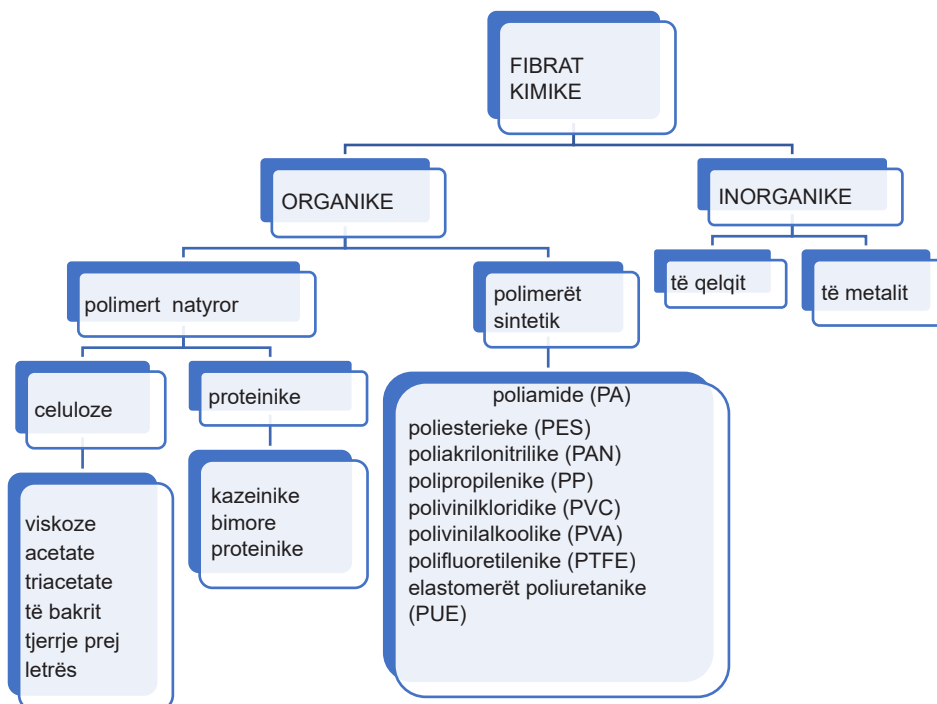 FIBRAT
KIMIKE
ORGANIKE
INORGANIKE
polimert natyror
polimerët
sintetik
të qelqit
të metalit
celuloze
proteinike
viskoze
acetate
triacetate
të bakrit
tjerrje prej
letrës
kazeinike
bimore
proteinike
poliamide (PA)
poliesterieke (PES)
poliakrilonitrilike (PAN)
polipropilenike (PP)
polivinilkloridike (PVC)
polivinilalkoolike (PVA)
polifluoretilenike (PTFE)
elastomerët poliuretanike
(PUE)